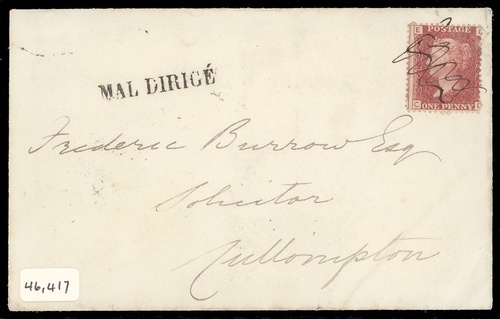 E G
POSTAGE
C E
ONE PENNY
MAL DIRIGÉ
Frederic Burrow Esq
Solicitor
Cullompton
46,417